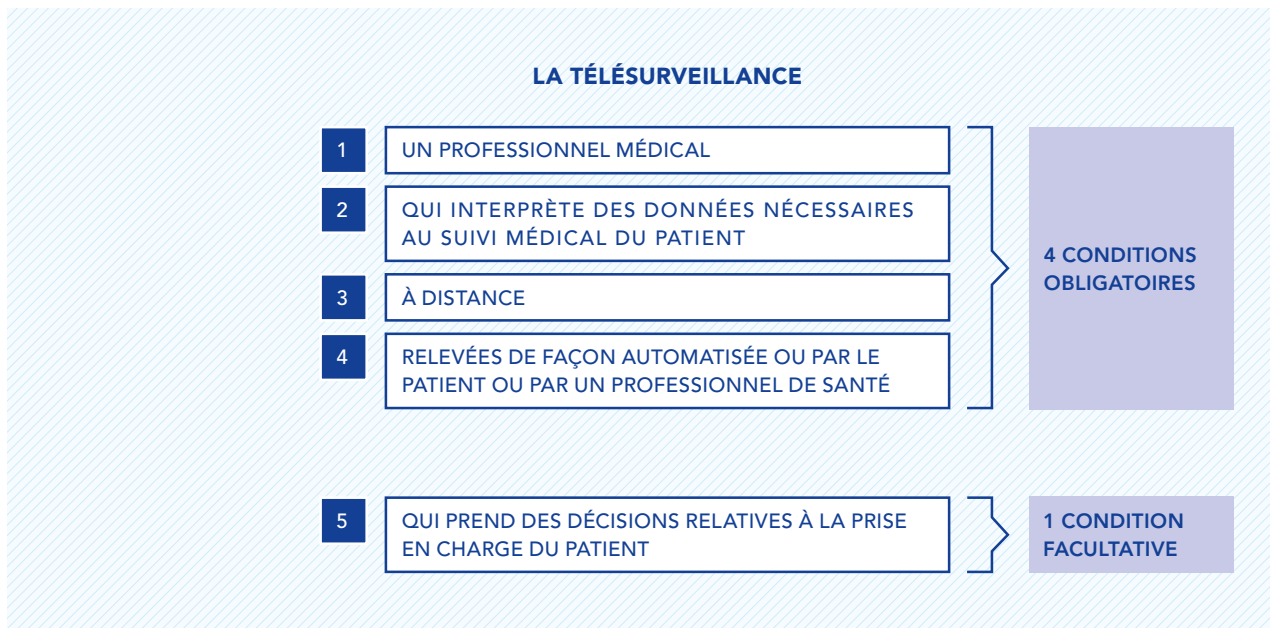 LA TÉLÉSURVEILLANCE
1
UN PROFESSIONNEL MÉDICAL
2
QUI INTERPRÈTE DES DONNÉES NÉCESSAIRES
AU SUIVI MÉDICAL DU PATIENT
3
À DISTANCE
4
RELEVÉES DE FAÇON AUTOMATISÉE OU PAR LE
PATIENT OU PAR UN PROFESSIONNEL DE SANTÉ
4 CONDITIONS
OBLIGATOIRES
5
QUI PREND DES DÉCISIONS RELATIVES À LA PRISE
EN CHARGE DU PATIENT
1 CONDITION
FACULTATIVE